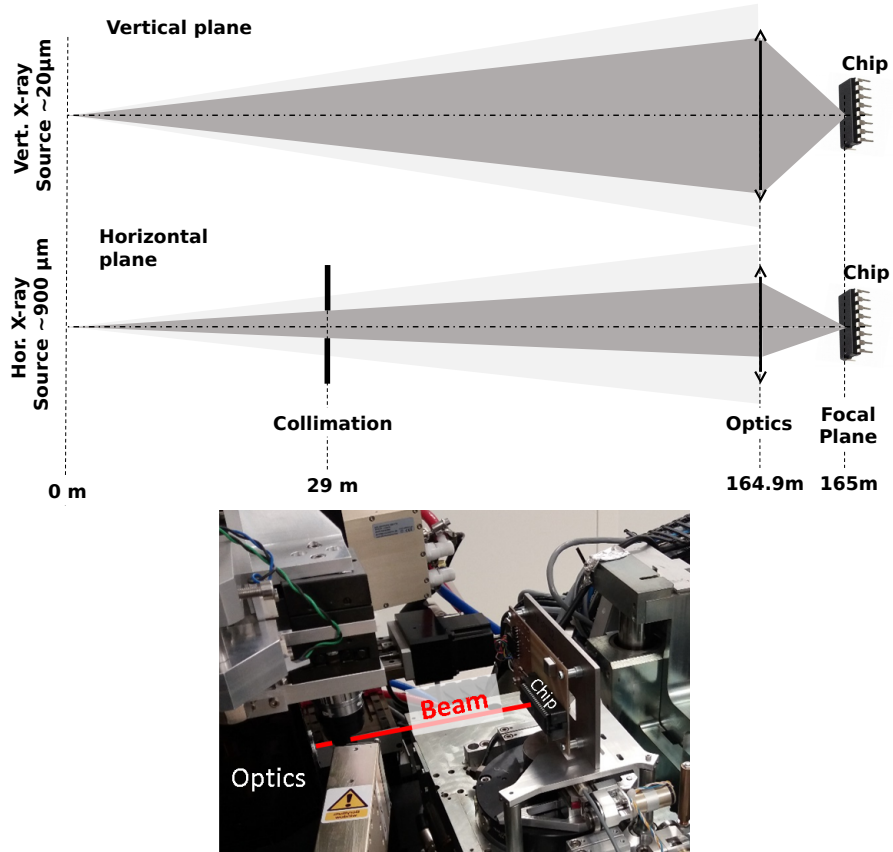 Vertical plane
Vert. X-ray
Source ~20µm
Chip
Horizontal
plane
Hor. X-ray
Source ~900 µm
Chip
Collimation
Optics
Focal
Plane
0 m
29 m
164.9m
165m
Beam
Chip
Optics